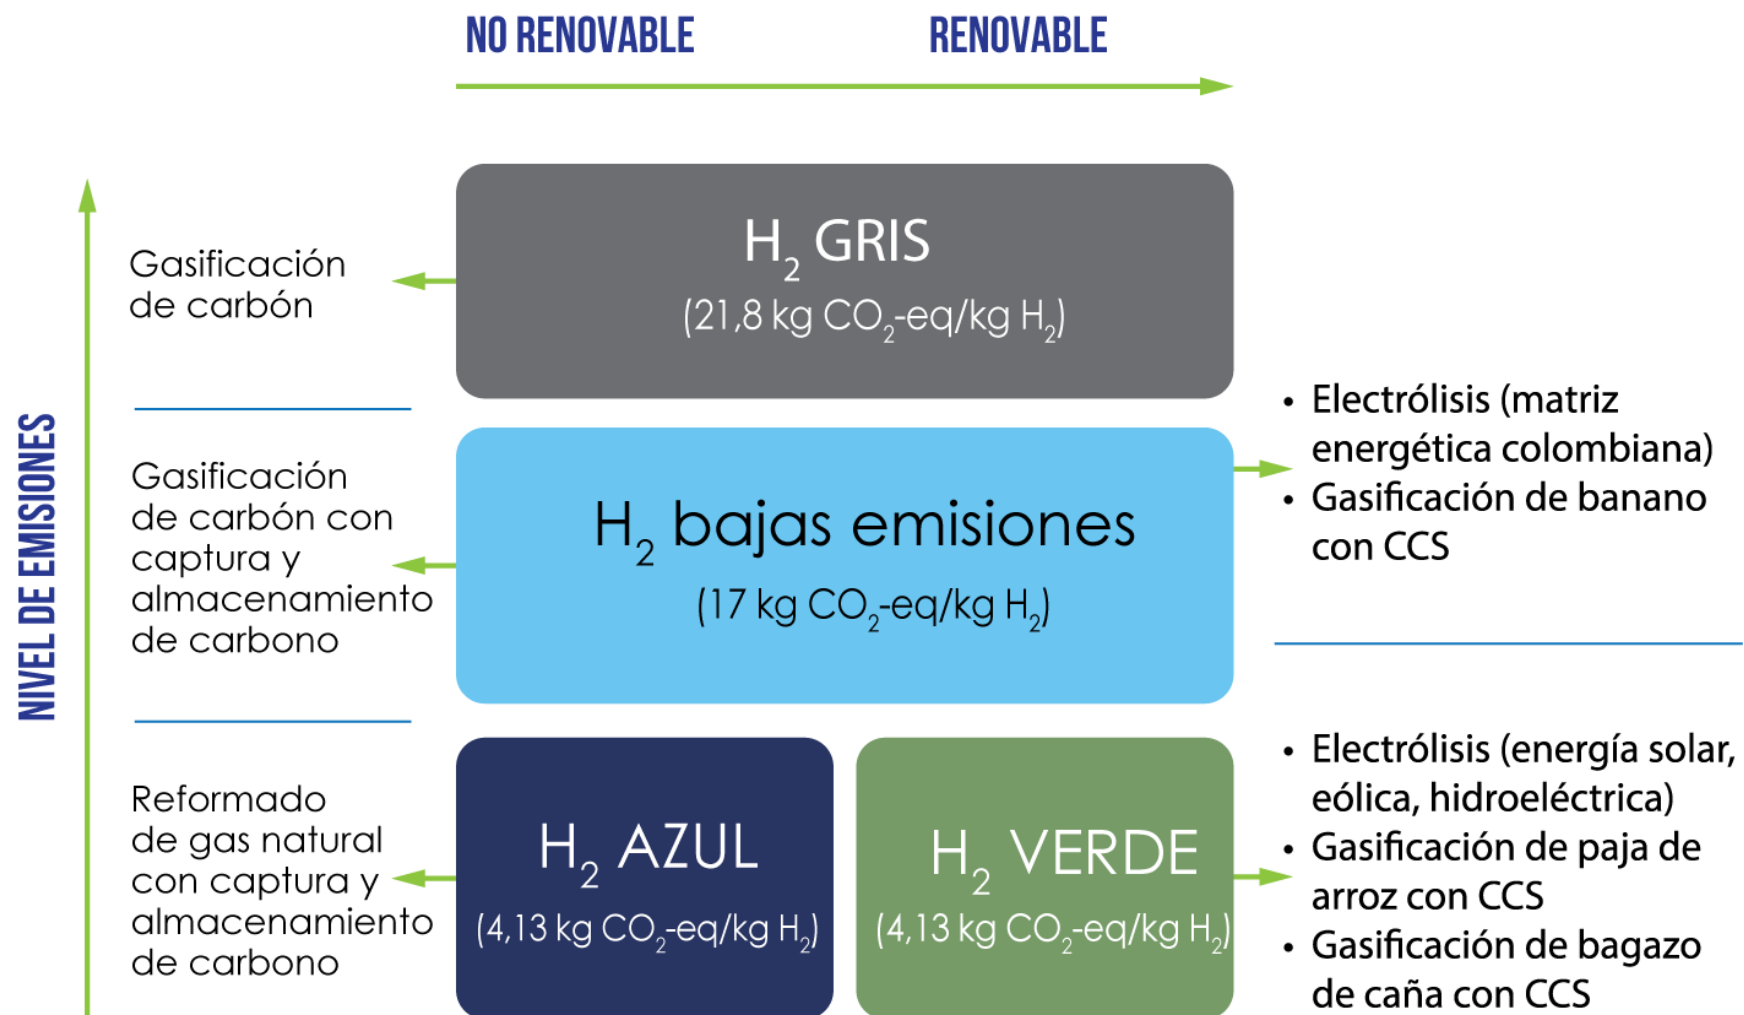 NO RENOVABLE
RENOVABLE
NIVEL DE EMISIONES
Gasificación
de carbón
H₂ GRIS
(21,8 kg CO₂-eq/kg H₂)
Gasificación
de carbón con
captura y
almacenamiento
de carbono
H₂ bajas emisiones
(17 kg CO₂-eq/kg H₂)
• Electrólisis (matriz
energética colombiana)
• Gasificación de banano
con CCS
Reformado
de gas natural
con captura y
almacenamiento
de carbono
H₂ AZUL
(4,13 kg CO₂-eq/kg H₂)
H₂ VERDE
(4,13 kg CO₂-eq/kg H₂)
• Electrólisis (energía solar,
eólica, hidroeléctrica)
• Gasificación de paja de
arroz con CCS
• Gasificación de bagazo
de caña con CCS